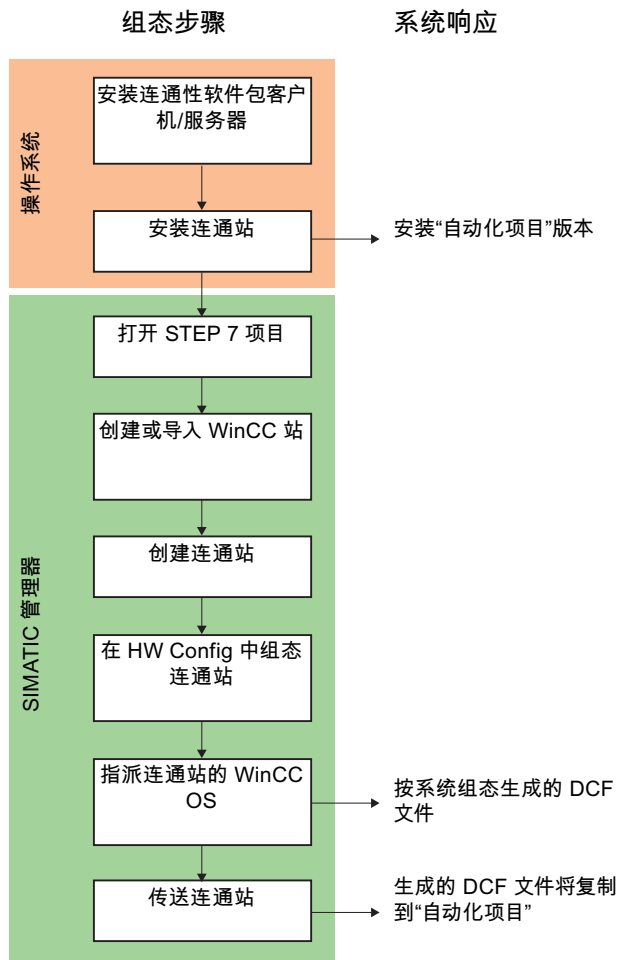 组态步骤
系统响应
操作系统
安装连通性软件包客户
机/服务器
安装连通站
安装“自动化项目”版本
SIMATIC 管理器
打开 STEP 7 项目
创建或导入 WinCC 站
创建连通站
在 HW Config 中组态
连通站
指派连通站的 WinCC
OS
按系统组态生成的 DCF
文件
传送连通站
生成的 DCF 文件将复制
到“自动化项目”